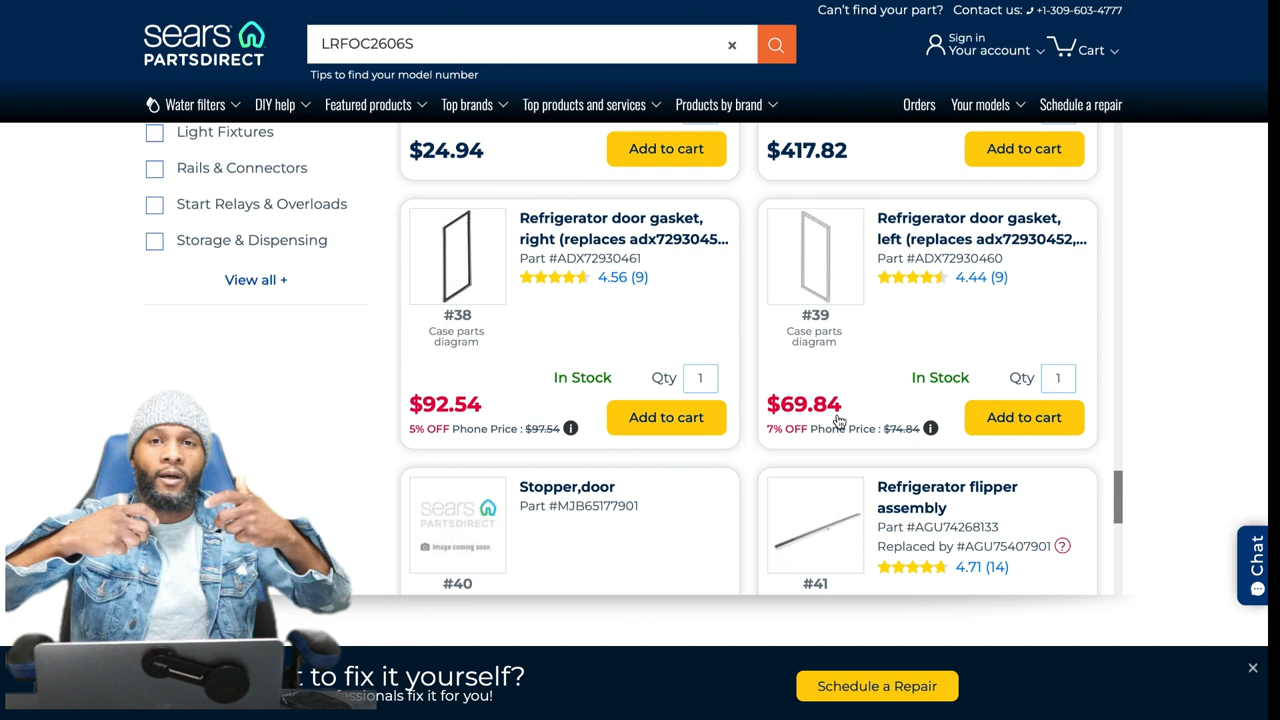 Can't find your part? Contact us: +1-309-603-4777
sears
PARTSDIRECT
LRFOC2606S
Tips to find your model number
Sign in
Your account
Cart
Water filters
DIY help
Featured products
Top brands
Top products and services
Products by brand
Orders
Your models
Schedule a repair
Light Fixtures
Rails & Connectors
Start Relays & Overloads
Storage & Dispensing
View all +
$24.94
Add to cart
$417.82
Add to cart
Refrigerator door gasket,
right (replaces adx7293045...
Part #ADX72930461
4.56 (9)
#38
Case parts
diagram
In Stock
Qty 1
$92.54
5% OFF Phone Price : $97.54
Add to cart
Refrigerator door gasket,
left (replaces adx72930452,...
Part #ADX72930460
4.44 (9)
#39
Case parts
diagram
In Stock
Qty 1
$69.84
7% OFF Phone Price : $74.84
Add to cart
Stopper,door
Part #MJB65177901
sears
PARTSDIRECT
Image coming soon
#40
Refrigerator flipper
assembly
Part #AGU74268133
Replaced by #AGU75407901
4.71 (14)
#41
Chat
t to fix it yourself?
als fix it for you!
Schedule a Repair